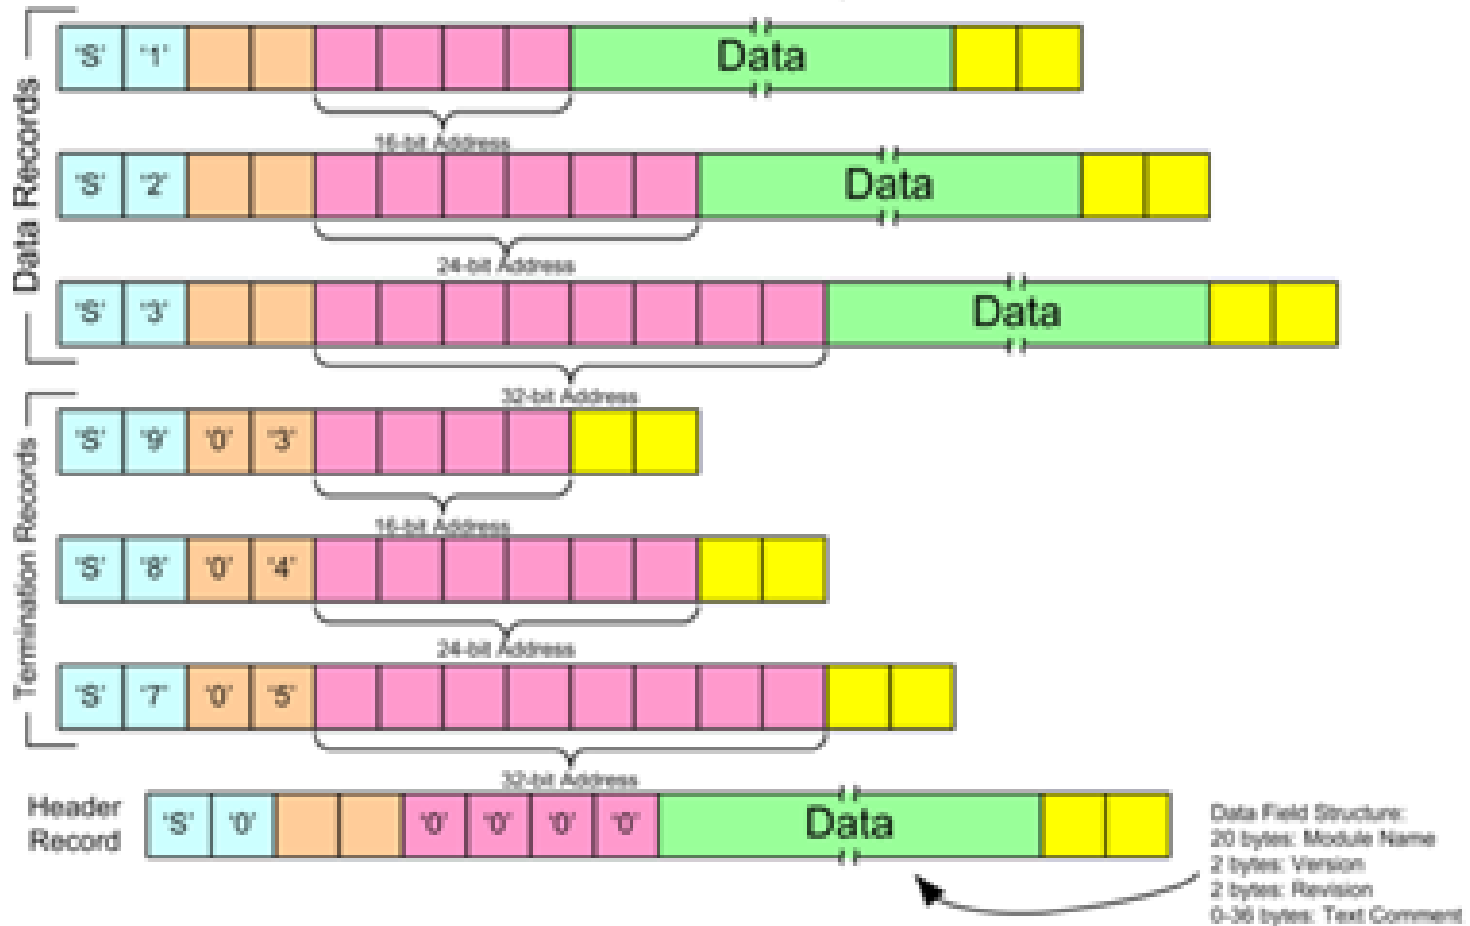 Data Records
'S' '1' Data
16-bit Address
'S' '2' Data
24-bit Address
'S' '3' Data
32-bit Address
Termination Records
'S' '9' '0' '3'
16-bit Address
'S' '8' '0' '4'
24-bit Address
'S' '7' '0' '5'
32-bit Address
Header
Record
'S' '0' '0' '0' '0' '0' Data
Data Field Structure:
20 bytes: Module Name
2 bytes: Version
2 bytes: Revision
0-36 bytes: Text Comment